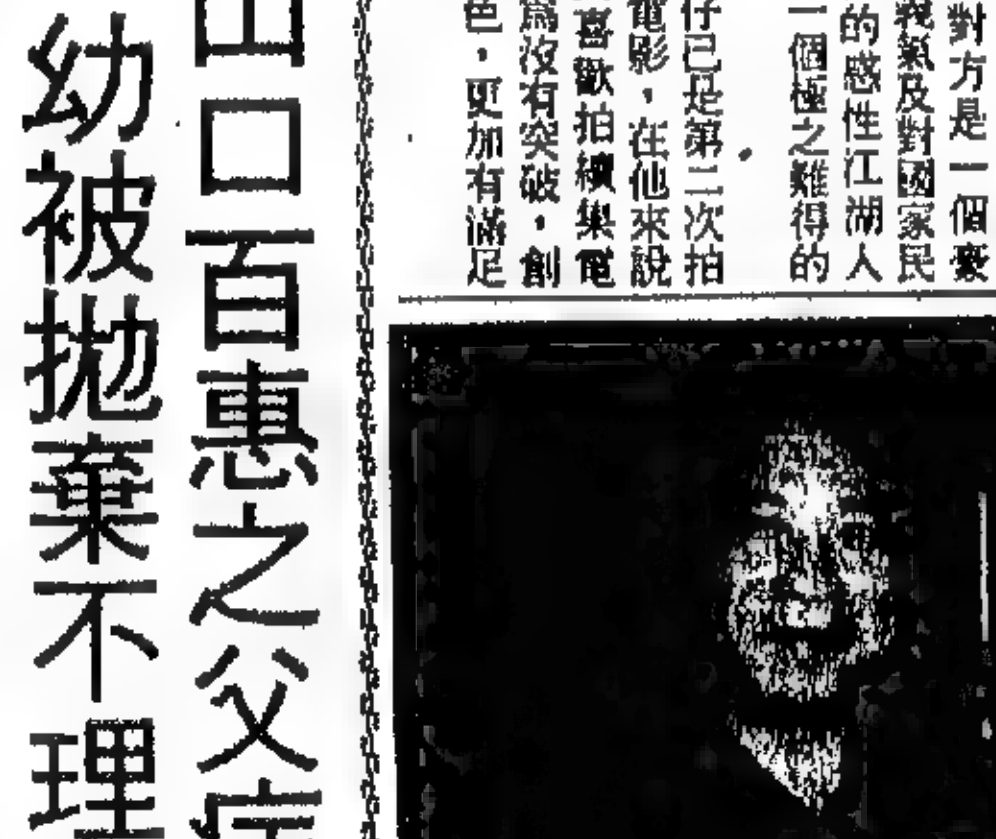 對方是一個豪
義氣及對國家民
的感性江湖人
一個極之難得的
仔已是第二次拍
電影，在他來說
喜歡拍續集電
爲沒有突破，創
色，更加有滿足
山口百惠之父病
幼被拋棄不理